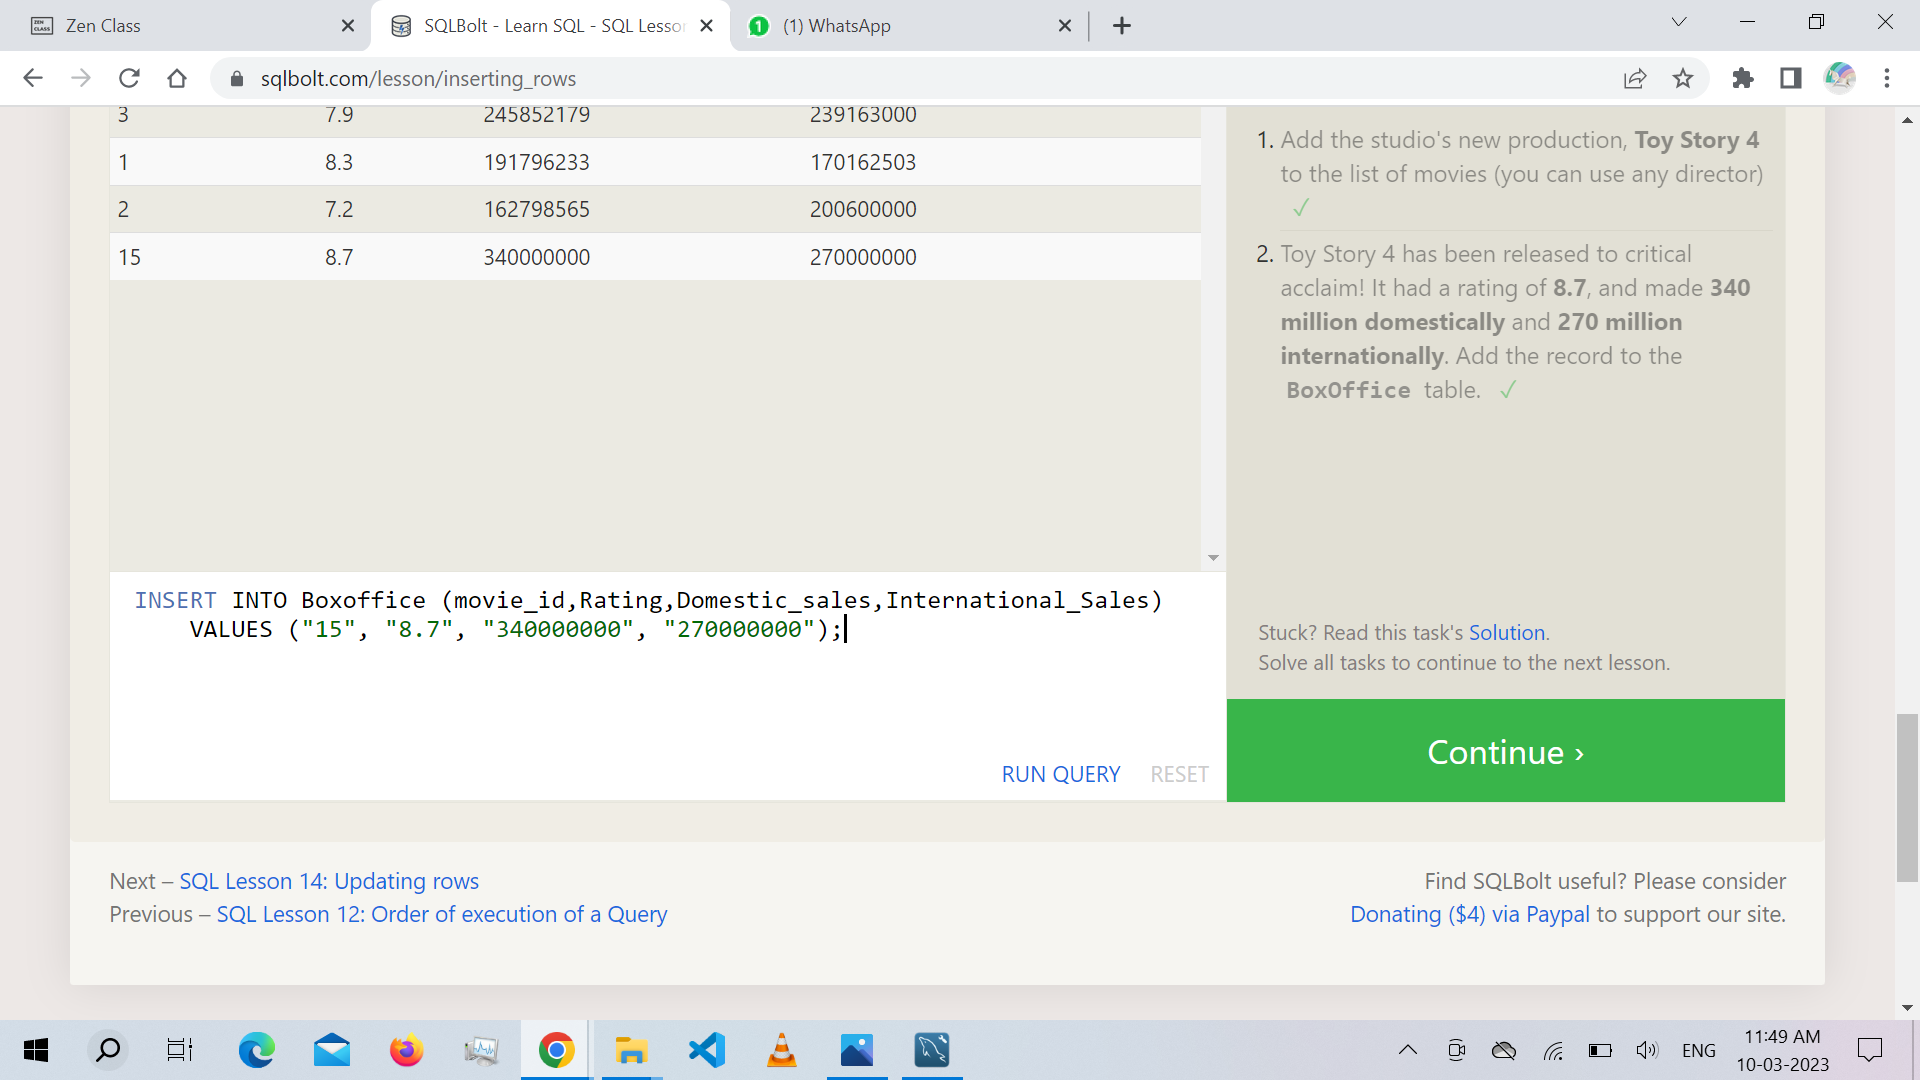 Zen Class
SQLBolt - Learn SQL - SQL Lesso
(1) WhatsApp
sqlbolt.com/lesson/inserting_rows
3 7.9 245852179 239163000
1 8.3 191796233 170162503
2 7.2 162798565 200600000
15 8.7 340000000 270000000
1. Add the studio's new production, Toy Story 4
to the list of movies (you can use any director)
✓
2. Toy Story 4 has been released to critical
acclaim! It had a rating of 8.7, and made 340
million domestically and 270 million
internationally. Add the record to the
BoxOffice table. ✓
INSERT INTO Boxoffice (movie_id,Rating,Domestic_sales,International_Sales)
VALUES ("15", "8.7", "340000000", "270000000");
RUN QUERY RESET
Stuck? Read this task's Solution.
Solve all tasks to continue to the next lesson.
Continue ›
Next – SQL Lesson 14: Updating rows
Previous – SQL Lesson 12: Order of execution of a Query
Find SQLBolt useful? Please consider
Donating ($4) via Paypal to support our site.
ENG
11:49 AM
10-03-2023